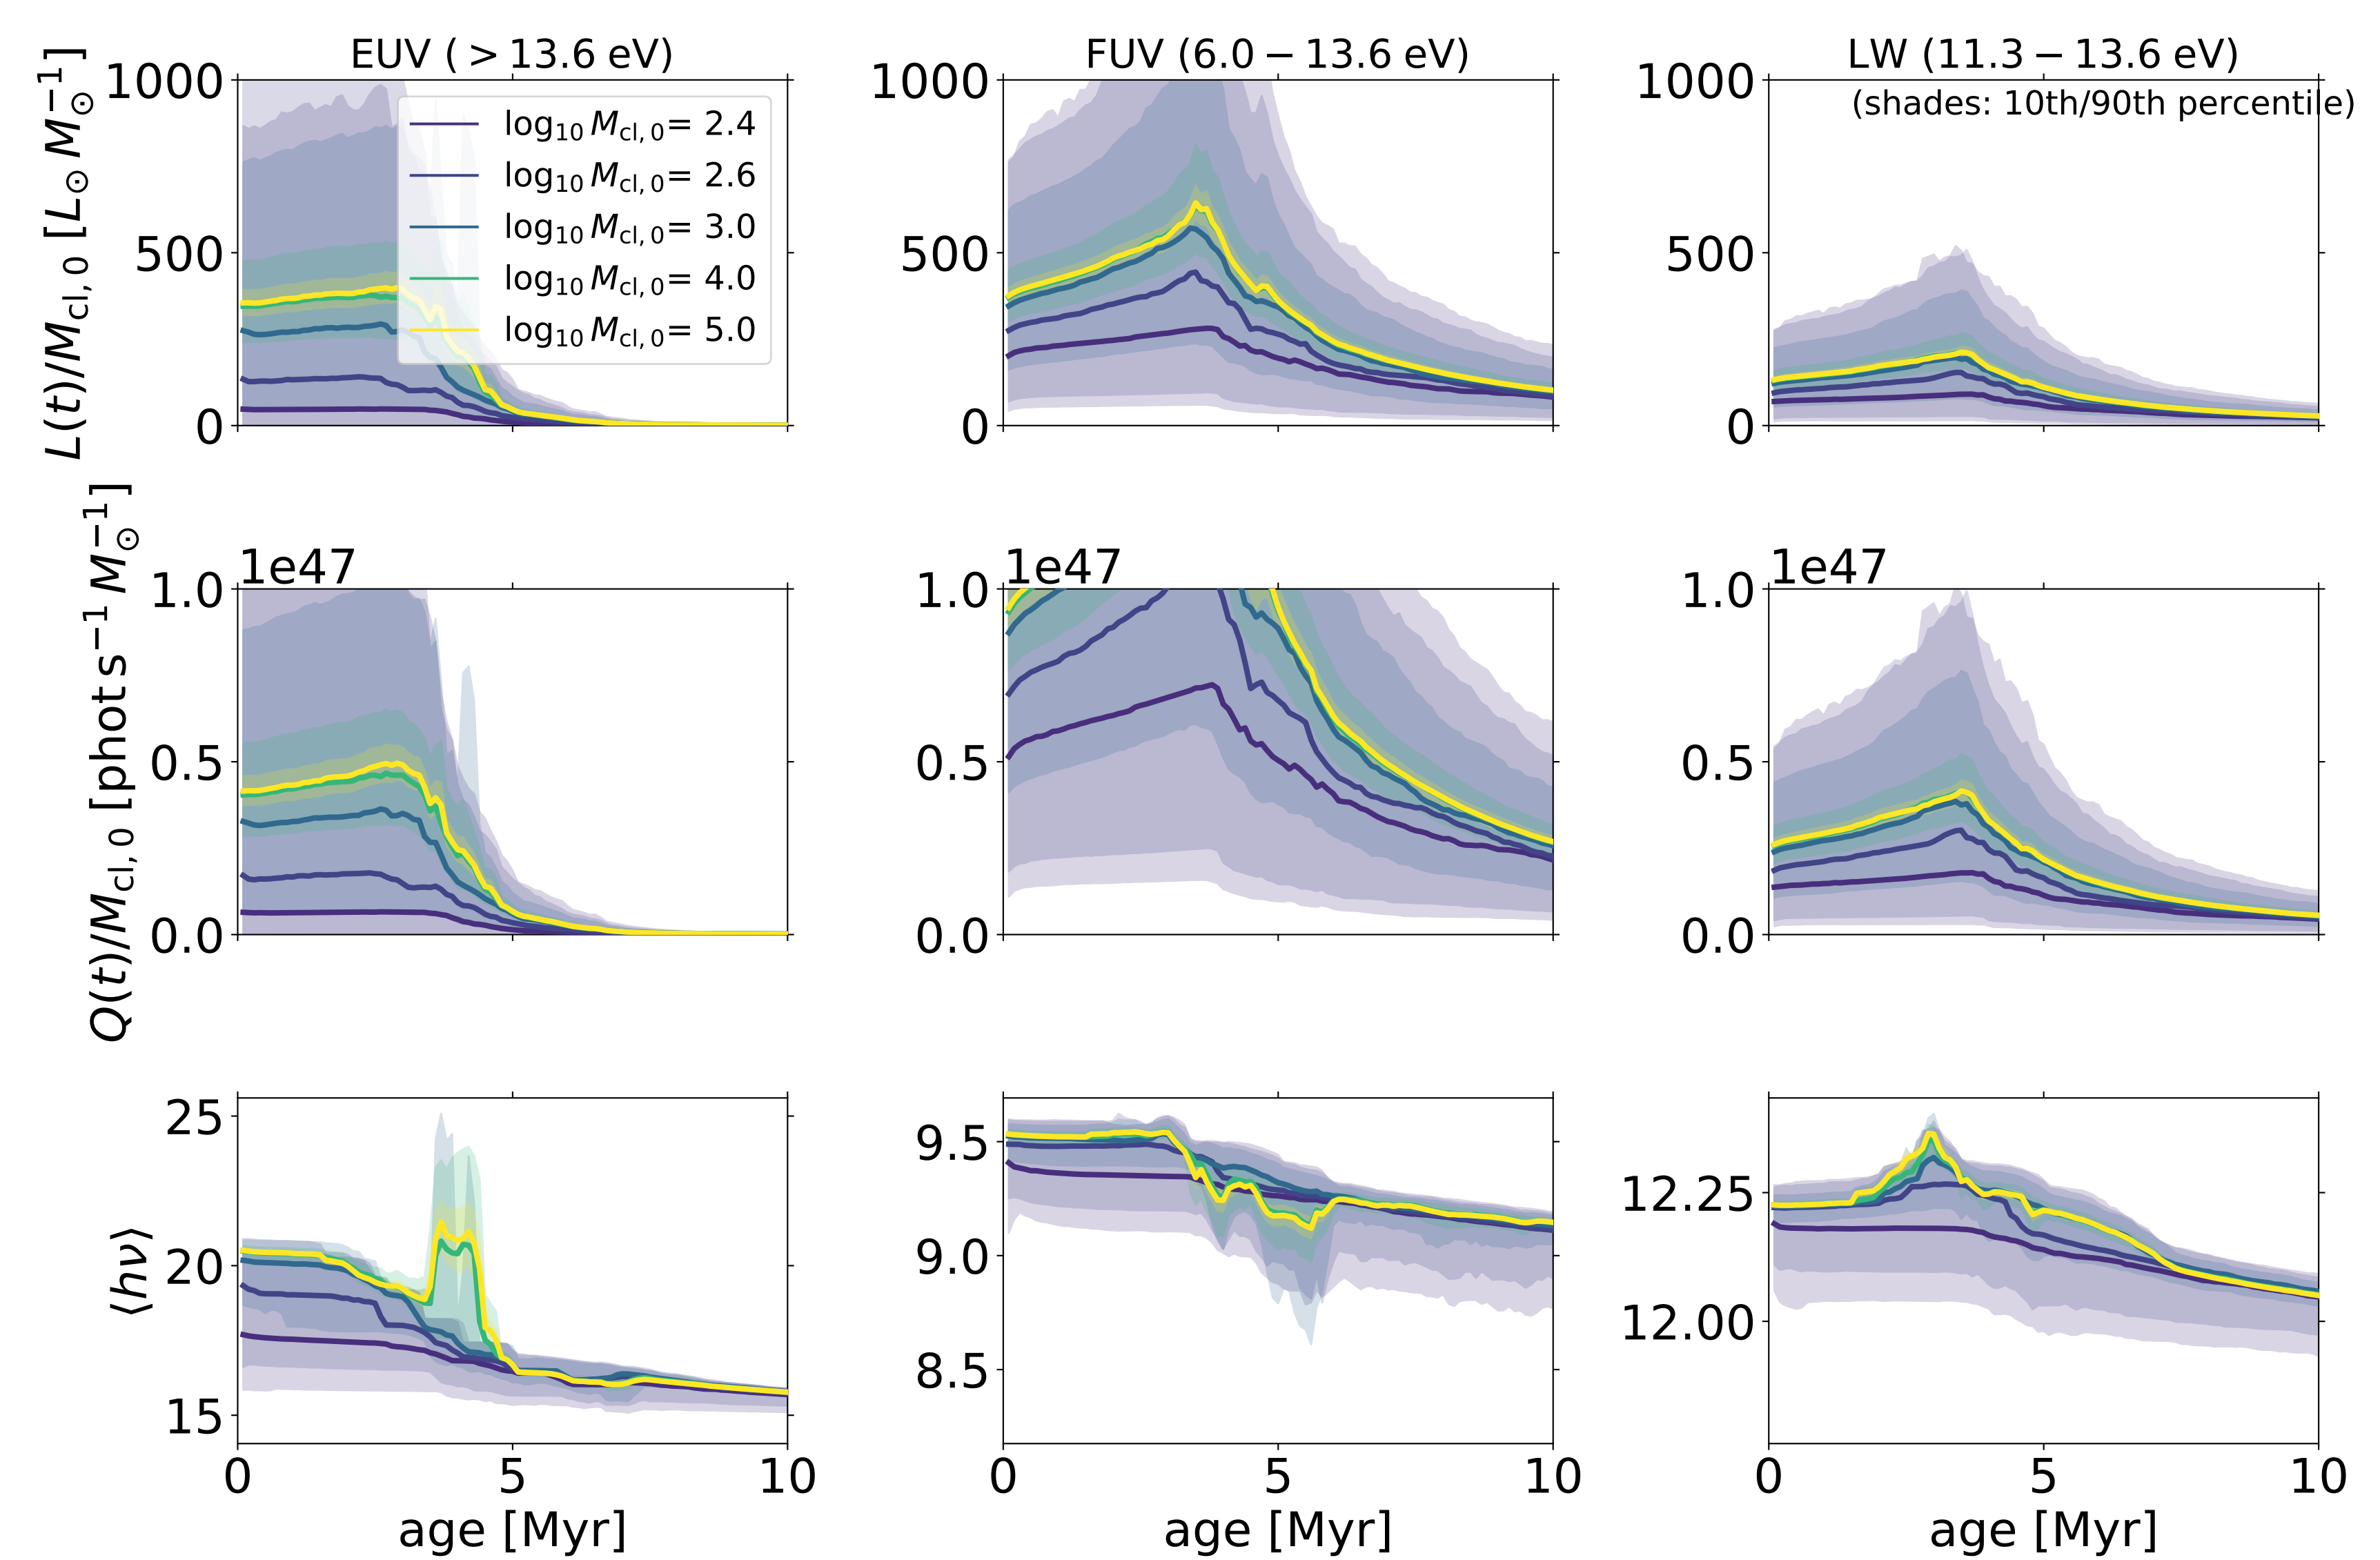 EUV ( > 13.6 eV)
FUV (6.0 − 13.6 eV)
LW (11.3 − 13.6 eV)
(shades: 10th/90th percentile)
L(t)/M_cl, 0 [L_⊙ M_⊙^−1]
1000
500
0
log₁₀ M_cl, 0= 2.4
log₁₀ M_cl, 0= 2.6
log₁₀ M_cl, 0= 3.0
log₁₀ M_cl, 0= 4.0
log₁₀ M_cl, 0= 5.0
1000
500
0
1000
500
0
Q(t)/M_cl, 0 [phot s^−1 M_⊙^−1]
1e47
1.0
0.5
0.0
1e47
1.0
0.5
0.0
1e47
1.0
0.5
0.0
⟨hν⟩
25
20
15
0 5 10
age [Myr]
9.5
9.0
8.5
0 5 10
age [Myr]
12.25
12.00
0 5 10
age [Myr]